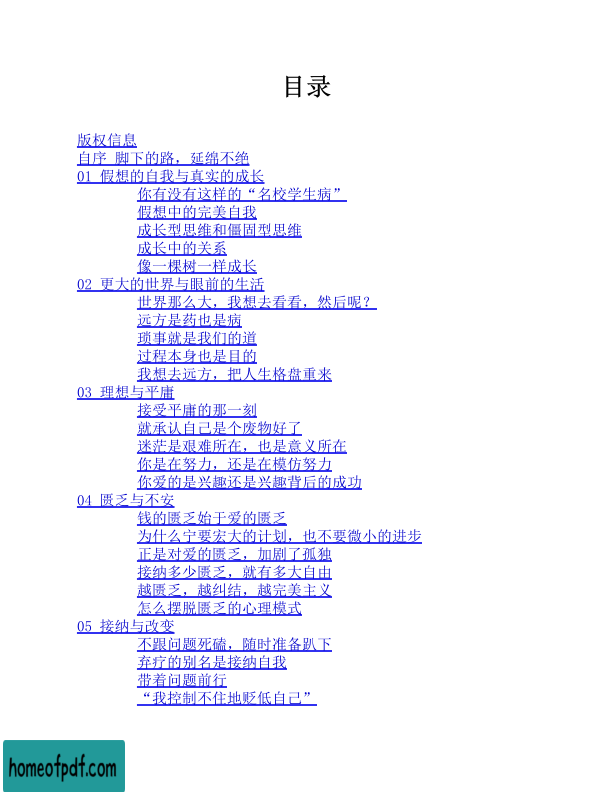 目录
版权信息
自序 脚下的路，延绵不绝
01 假想的自我与真实的成长
你有没有这样的“名校学生病”
假想中的完美自我
成长型思维和僵固型思维
成长中的关系
像一棵树一样成长
02 更大的世界与眼前的生活
世界那么大，我想去看看，然后呢？
远方是药也是病
琐事就是我们的道
过程本身也是目的
我想去远方，把人生格盘重来
03 理想与平庸
接受平庸的那一刻
就承认自己是个废物好了
迷茫是艰难所在，也是意义所在
你是在努力，还是在模仿努力
你爱的是兴趣还是兴趣背后的成功
04 匮乏与不安
钱的匮乏始于爱的匮乏
为什么宁要宏大的计划，也不要微小的进步
正是对爱的匮乏，加剧了孤独
接纳多少匮乏，就有多大自由
越匮乏，越纠结，越完美主义
怎么摆脱匮乏的心理模式
05 接纳与改变
不跟问题死磕，随时准备趴下
弃疗的别名是接纳自我
带着问题前行
“我控制不住地贬低自己”
homeofpdf.com